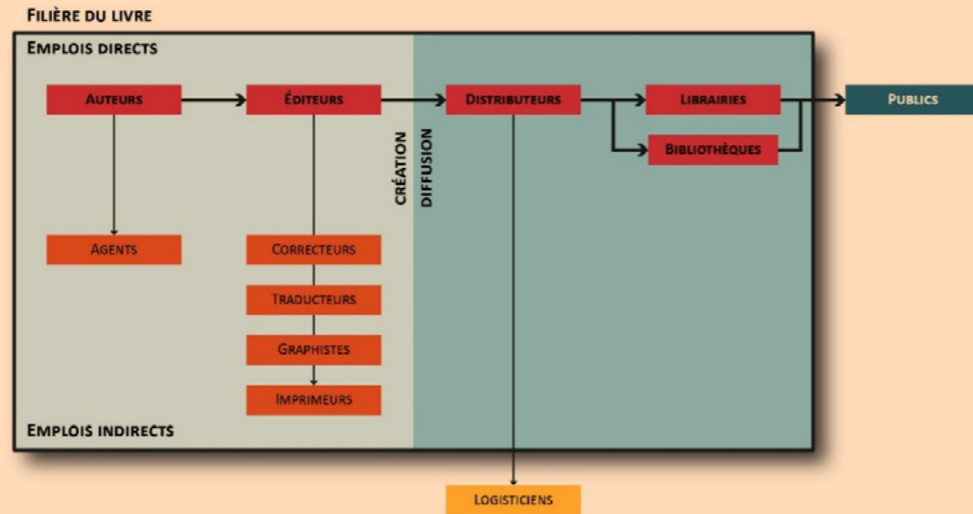 FILIÈRE DU LIVRE
EMPLOIS DIRECTS
AUTEURS
ÉDITEURS
DISTRIBUTEURS
LIBRAIRIES
PUBLICS
BIBLIOTHÈQUES
CRÉATION
DIFFUSION
AGENTS
CORRECTEURS
TRADUCTEURS
GRAPHISTES
IMPRIMEURS
EMPLOIS INDIRECTS
LOGISTICIENS